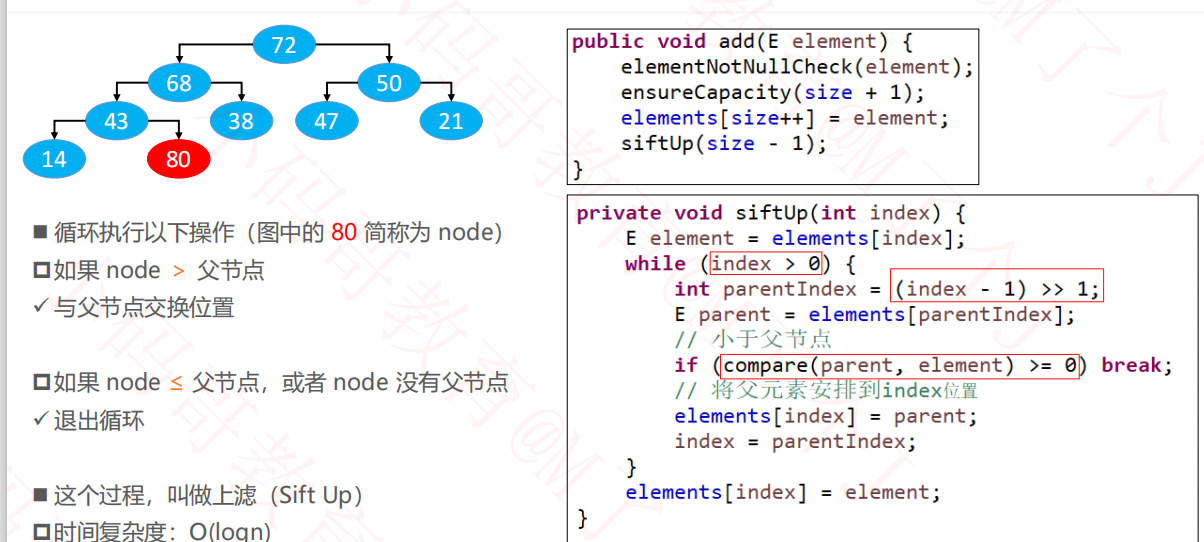 72
68
50
43
38
47
21
14
80
■ 循环执行以下操作（图中的 80 简称为 node）
如果 node > 父节点
✓ 与父节点交换位置
如果 node ≤ 父节点，或者 node 没有父节点
✓ 退出循环
■ 这个过程，叫做上滤（Sift Up）
时间复杂度：O(logn)
public void add(E element) {
elementNotNullCheck(element);
ensureCapacity(size + 1);
elements[size++] = element;
siftUp(size - 1);
}
private void siftUp(int index) {
E element = elements[index];
while (index > 0) {
int parentIndex = (index - 1) >> 1;
E parent = elements[parentIndex];
// 小于父节点
if (compare(parent, element) >= 0) break;
// 将父元素安排到index位置
elements[index] = parent;
index = parentIndex;
}
elements[index] = element;
}